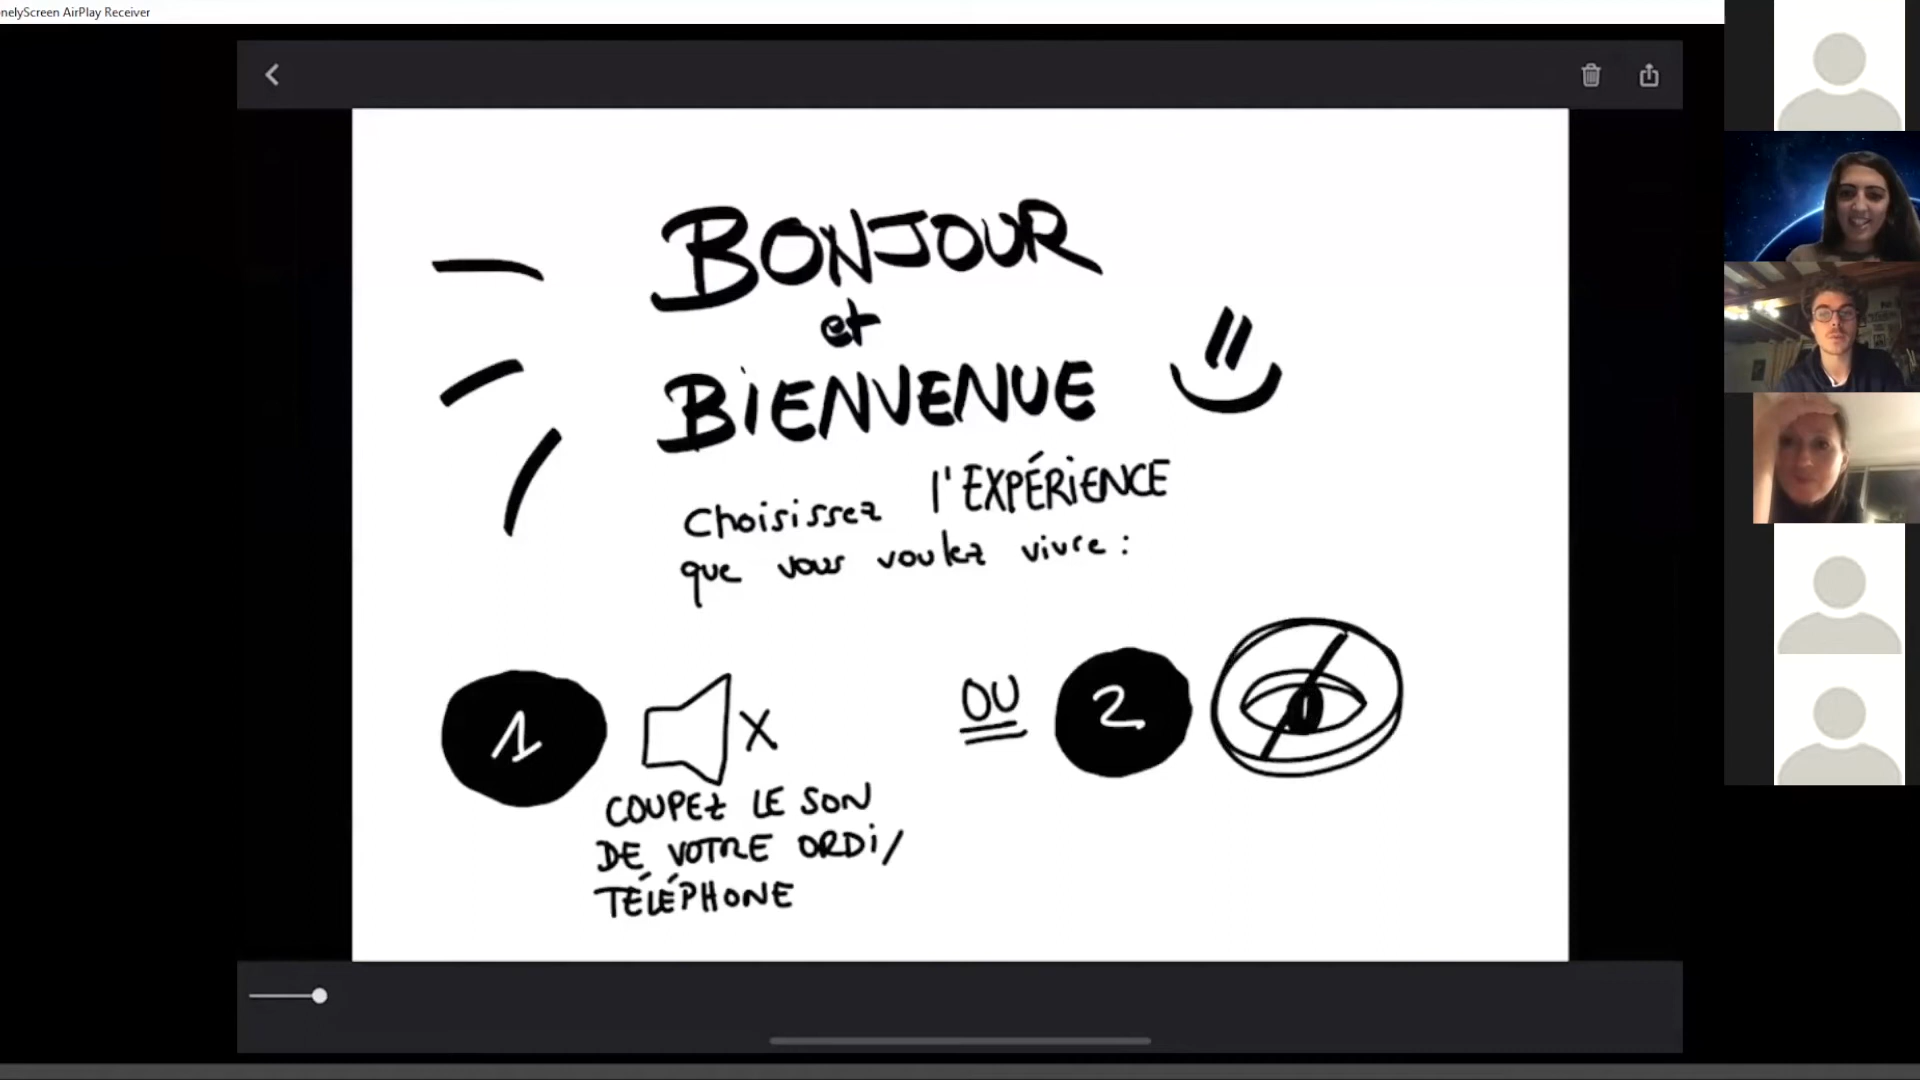 nelyScreen AirPlay Receiver
BONJOUR
et
BIENVENUE
Choisissez l'EXPÉRIENCE
que vous voulez vivre :
1
OU 2
COUPEZ LE SON
DE VOTRE ORDI/
TÉLÉPHONE